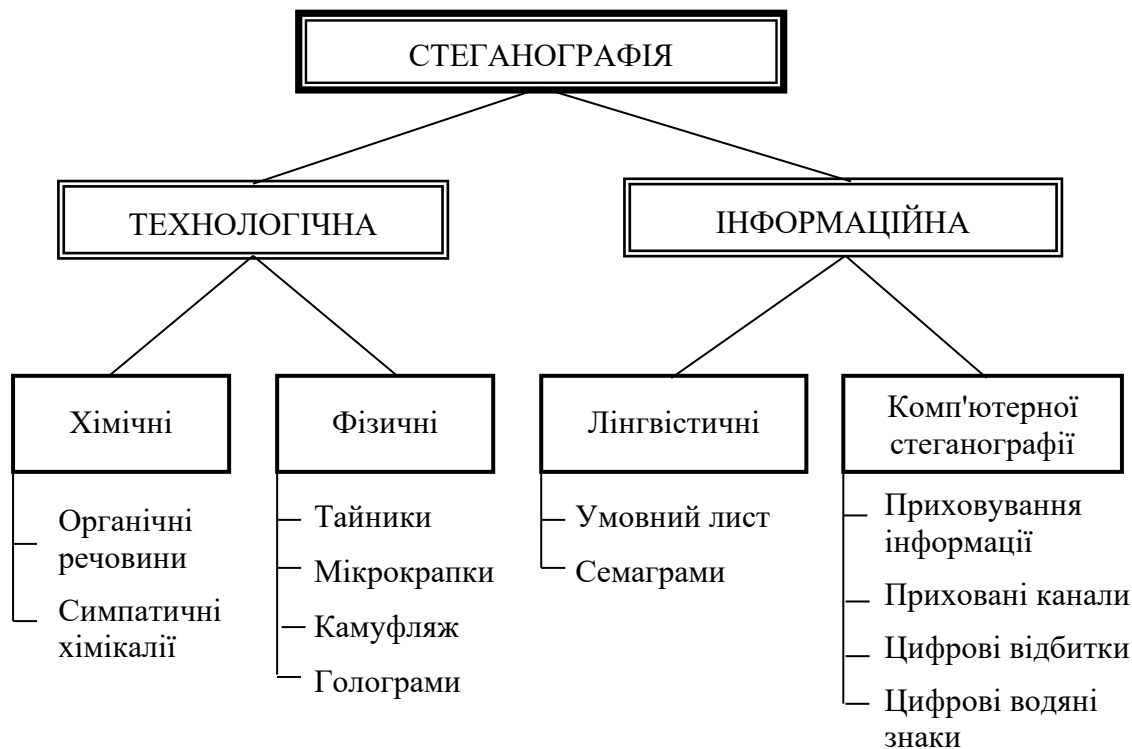 СТЕГАНОГРАФІЯ
ТЕХНОЛОГІЧНА
ІНФОРМАЦІЙНА
Хімічні
Фізичні
Лінгвістичні
Комп'ютерної
стеганографії
Органічні
речовини
Симпатичні
хімікалії
Тайники
Мікрокрапки
Камуфляж
Голограми
Умовний лист
Семаграми
Приховування
інформації
Приховані канали
Цифрові відбитки
Цифрові водяні
знаки